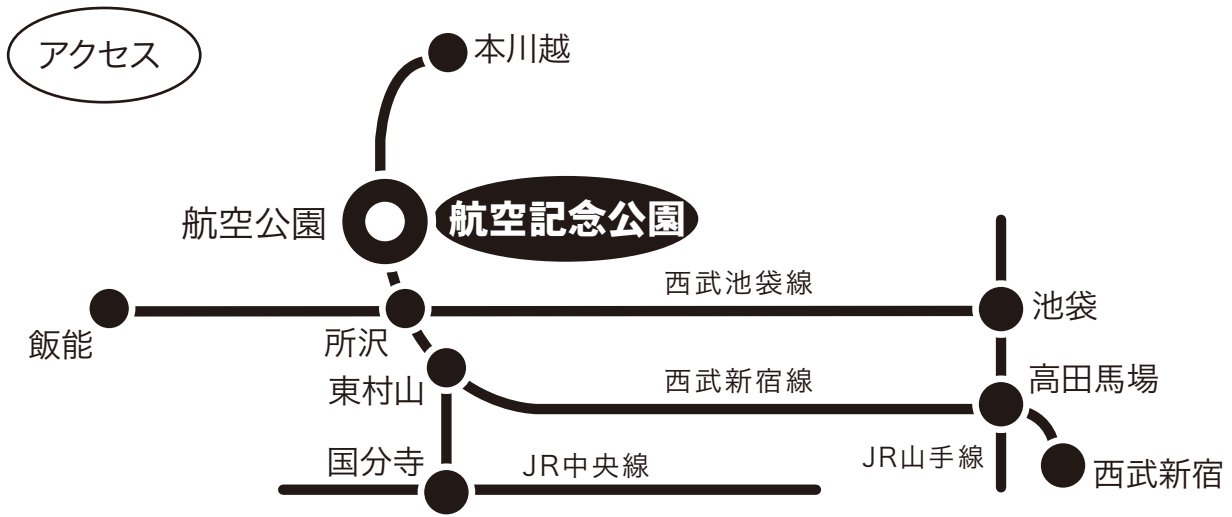 アクセス
本川越
航空公園
航空記念公園
西武池袋線
池袋
飯能
所沢
東村山
西武新宿線
高田馬場
国分寺
JR中央線
JR山手線
西武新宿